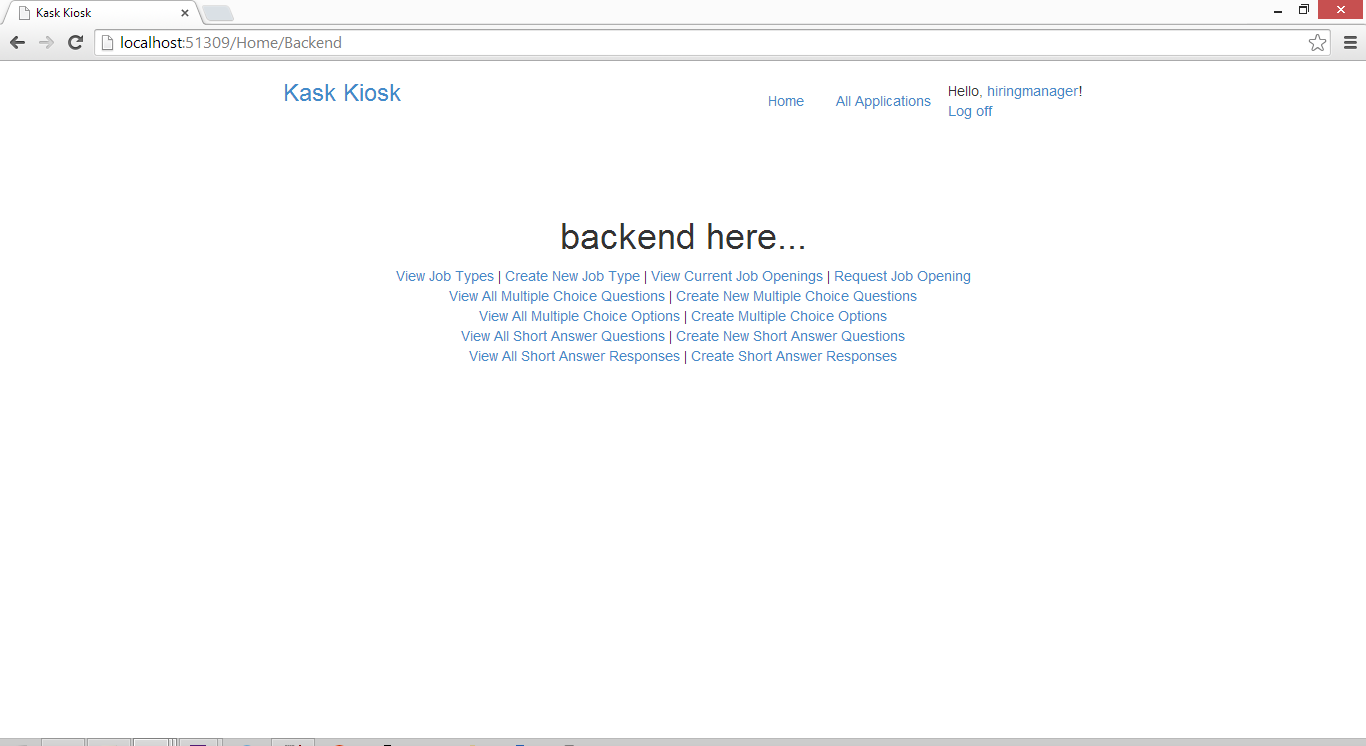 Kask Kiosk
localhost:51309/Home/Backend
Kask Kiosk
Home All Applications
Hello, hiringmanager!
Log off
backend here...
View Job Types | Create New Job Type | View Current Job Openings | Request Job Opening
View All Multiple Choice Questions | Create New Multiple Choice Questions
View All Multiple Choice Options | Create Multiple Choice Options
View All Short Answer Questions | Create New Short Answer Questions
View All Short Answer Responses | Create Short Answer Responses